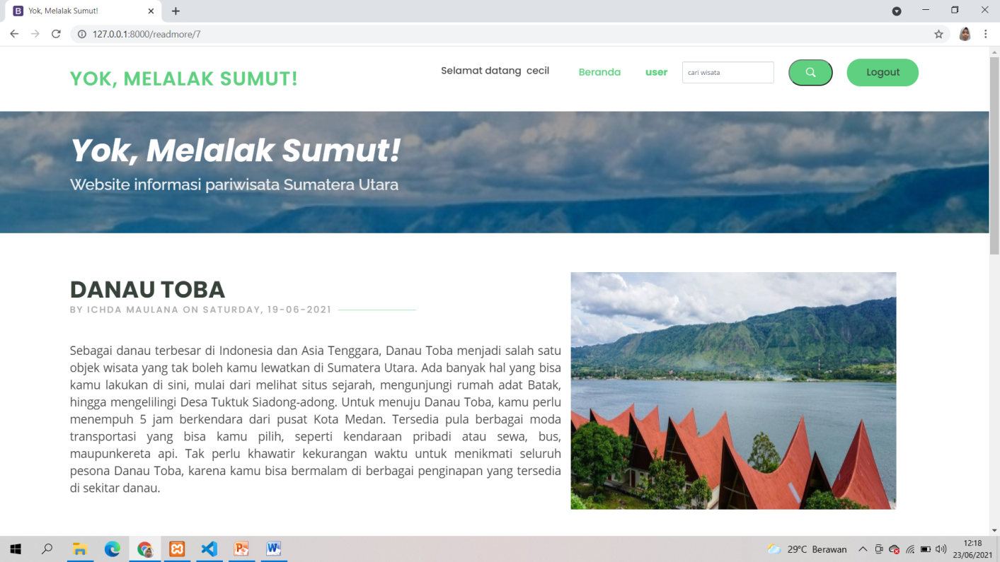 Yok, Melalak Sumut!
127.0.0.1:8000/readmore/7
YOK, MELALAK SUMUT!
Selamat datang cecil
Beranda
user
cari wisata
Logout
Yok, Melalak Sumut!
Website informasi pariwisata Sumatera Utara
DANAU TOBA
BY ICHDA MAULANA ON SATURDAY, 19-06-2021
Sebagai danau terbesar di Indonesia dan Asia Tenggara, Danau Toba menjadi salah satu
objek wisata yang tak boleh kamu lewatkan di Sumatera Utara. Ada banyak hal yang bisa
kamu lakukan di sini, mulai dari melihat situs sejarah, mengunjungi rumah adat Batak,
hingga mengelilingi Desa Tuktuk Siadong-adong. Untuk menuju Danau Toba, kamu perlu
menempuh 5 jam berkendara dari pusat Kota Medan. Tersedia pula berbagai moda
transportasi yang bisa kamu pilih, seperti kendaraan pribadi atau sewa, bus,
maupunkereta api. Tak perlu khawatir kekurangan waktu untuk menikmati seluruh
pesona Danau Toba, karena kamu bisa bermalam di berbagai penginapan yang tersedia
di sekitar danau.
29°C Berawan
12:18
23/06/2021